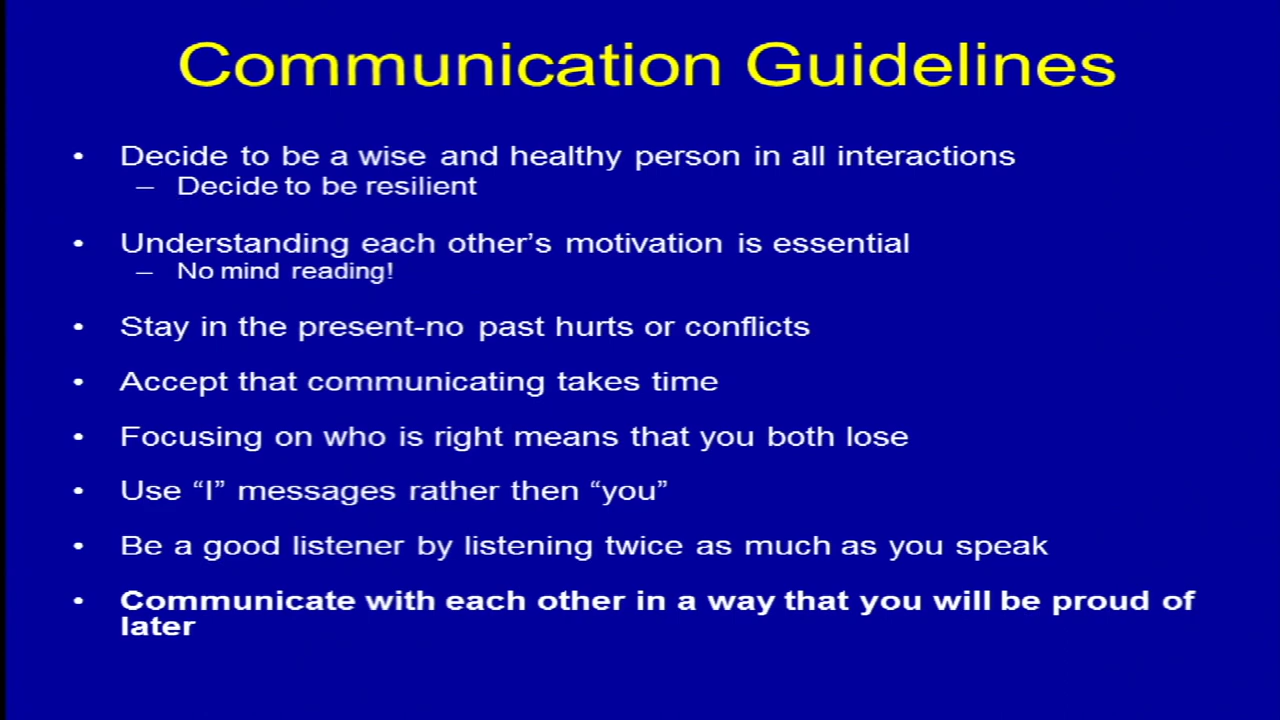 Communication Guidelines
• Decide to be a wise and healthy person in all interactions
– Decide to be resilient
• Understanding each other’s motivation is essential
– No mind reading!
• Stay in the present-no past hurts or conflicts
• Accept that communicating takes time
• Focusing on who is right means that you both lose
• Use “I” messages rather then “you”
• Be a good listener by listening twice as much as you speak
• Communicate with each other in a way that you will be proud of
later